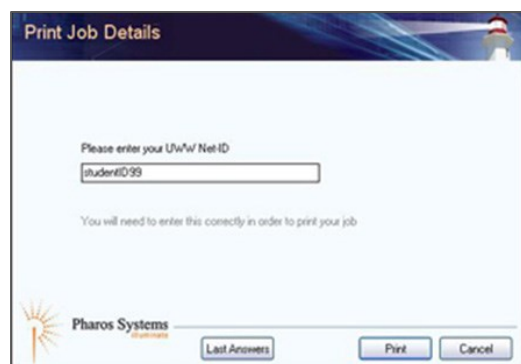 Print Job Details
Please enter your UWW Net-ID
studentID99
You will need to enter this correctly in order to print your job
Pharos Systems
illuminate
Last Answers
Print
Cancel